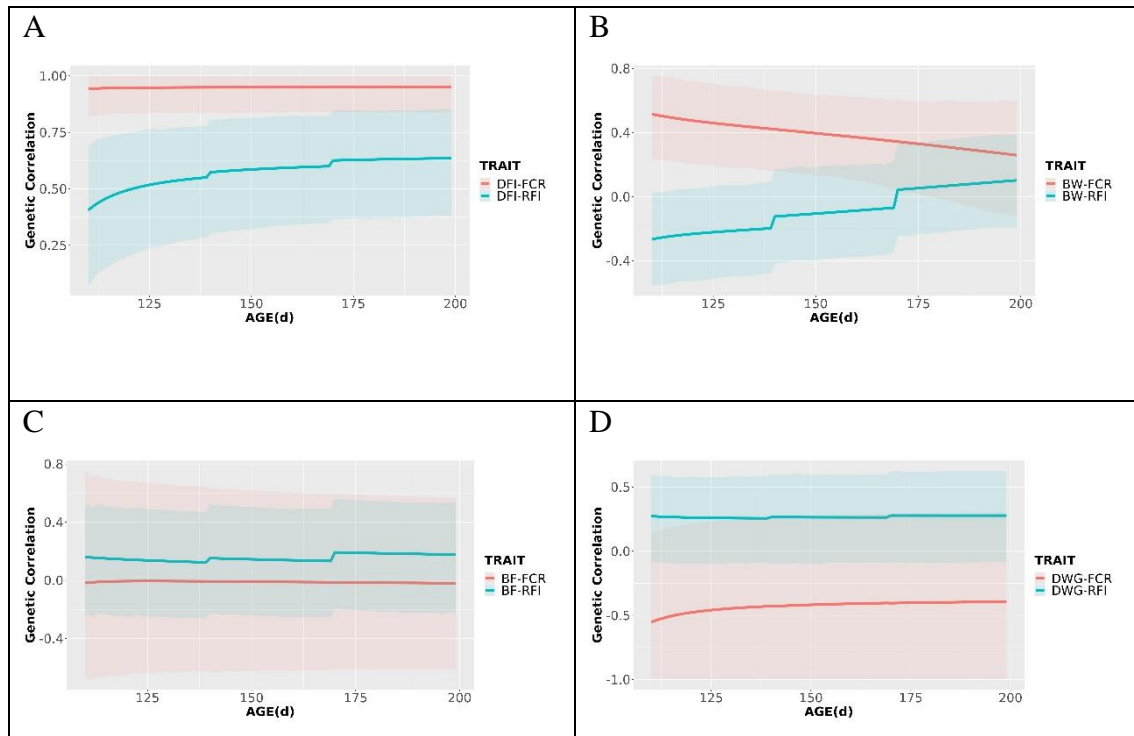 A
Genetic Correlation
1.00
0.75
0.50
0.25
125
150
175
200
AGE(d)
TRAIT
DFI-FCR
DFI-RFI
B
Genetic Correlation
0.8
0.4
0.0
-0.4
125
150
175
200
AGE(d)
TRAIT
BW-FCR
BW-RFI
C
Genetic Correlation
0.8
0.4
0.0
-0.4
125
150
175
200
AGE(d)
TRAIT
BF-FCR
BF-RFI
D
Genetic Correlation
0.5
0.0
-0.5
-1.0
125
150
175
200
AGE(d)
TRAIT
DWG-FCR
DWG-RFI